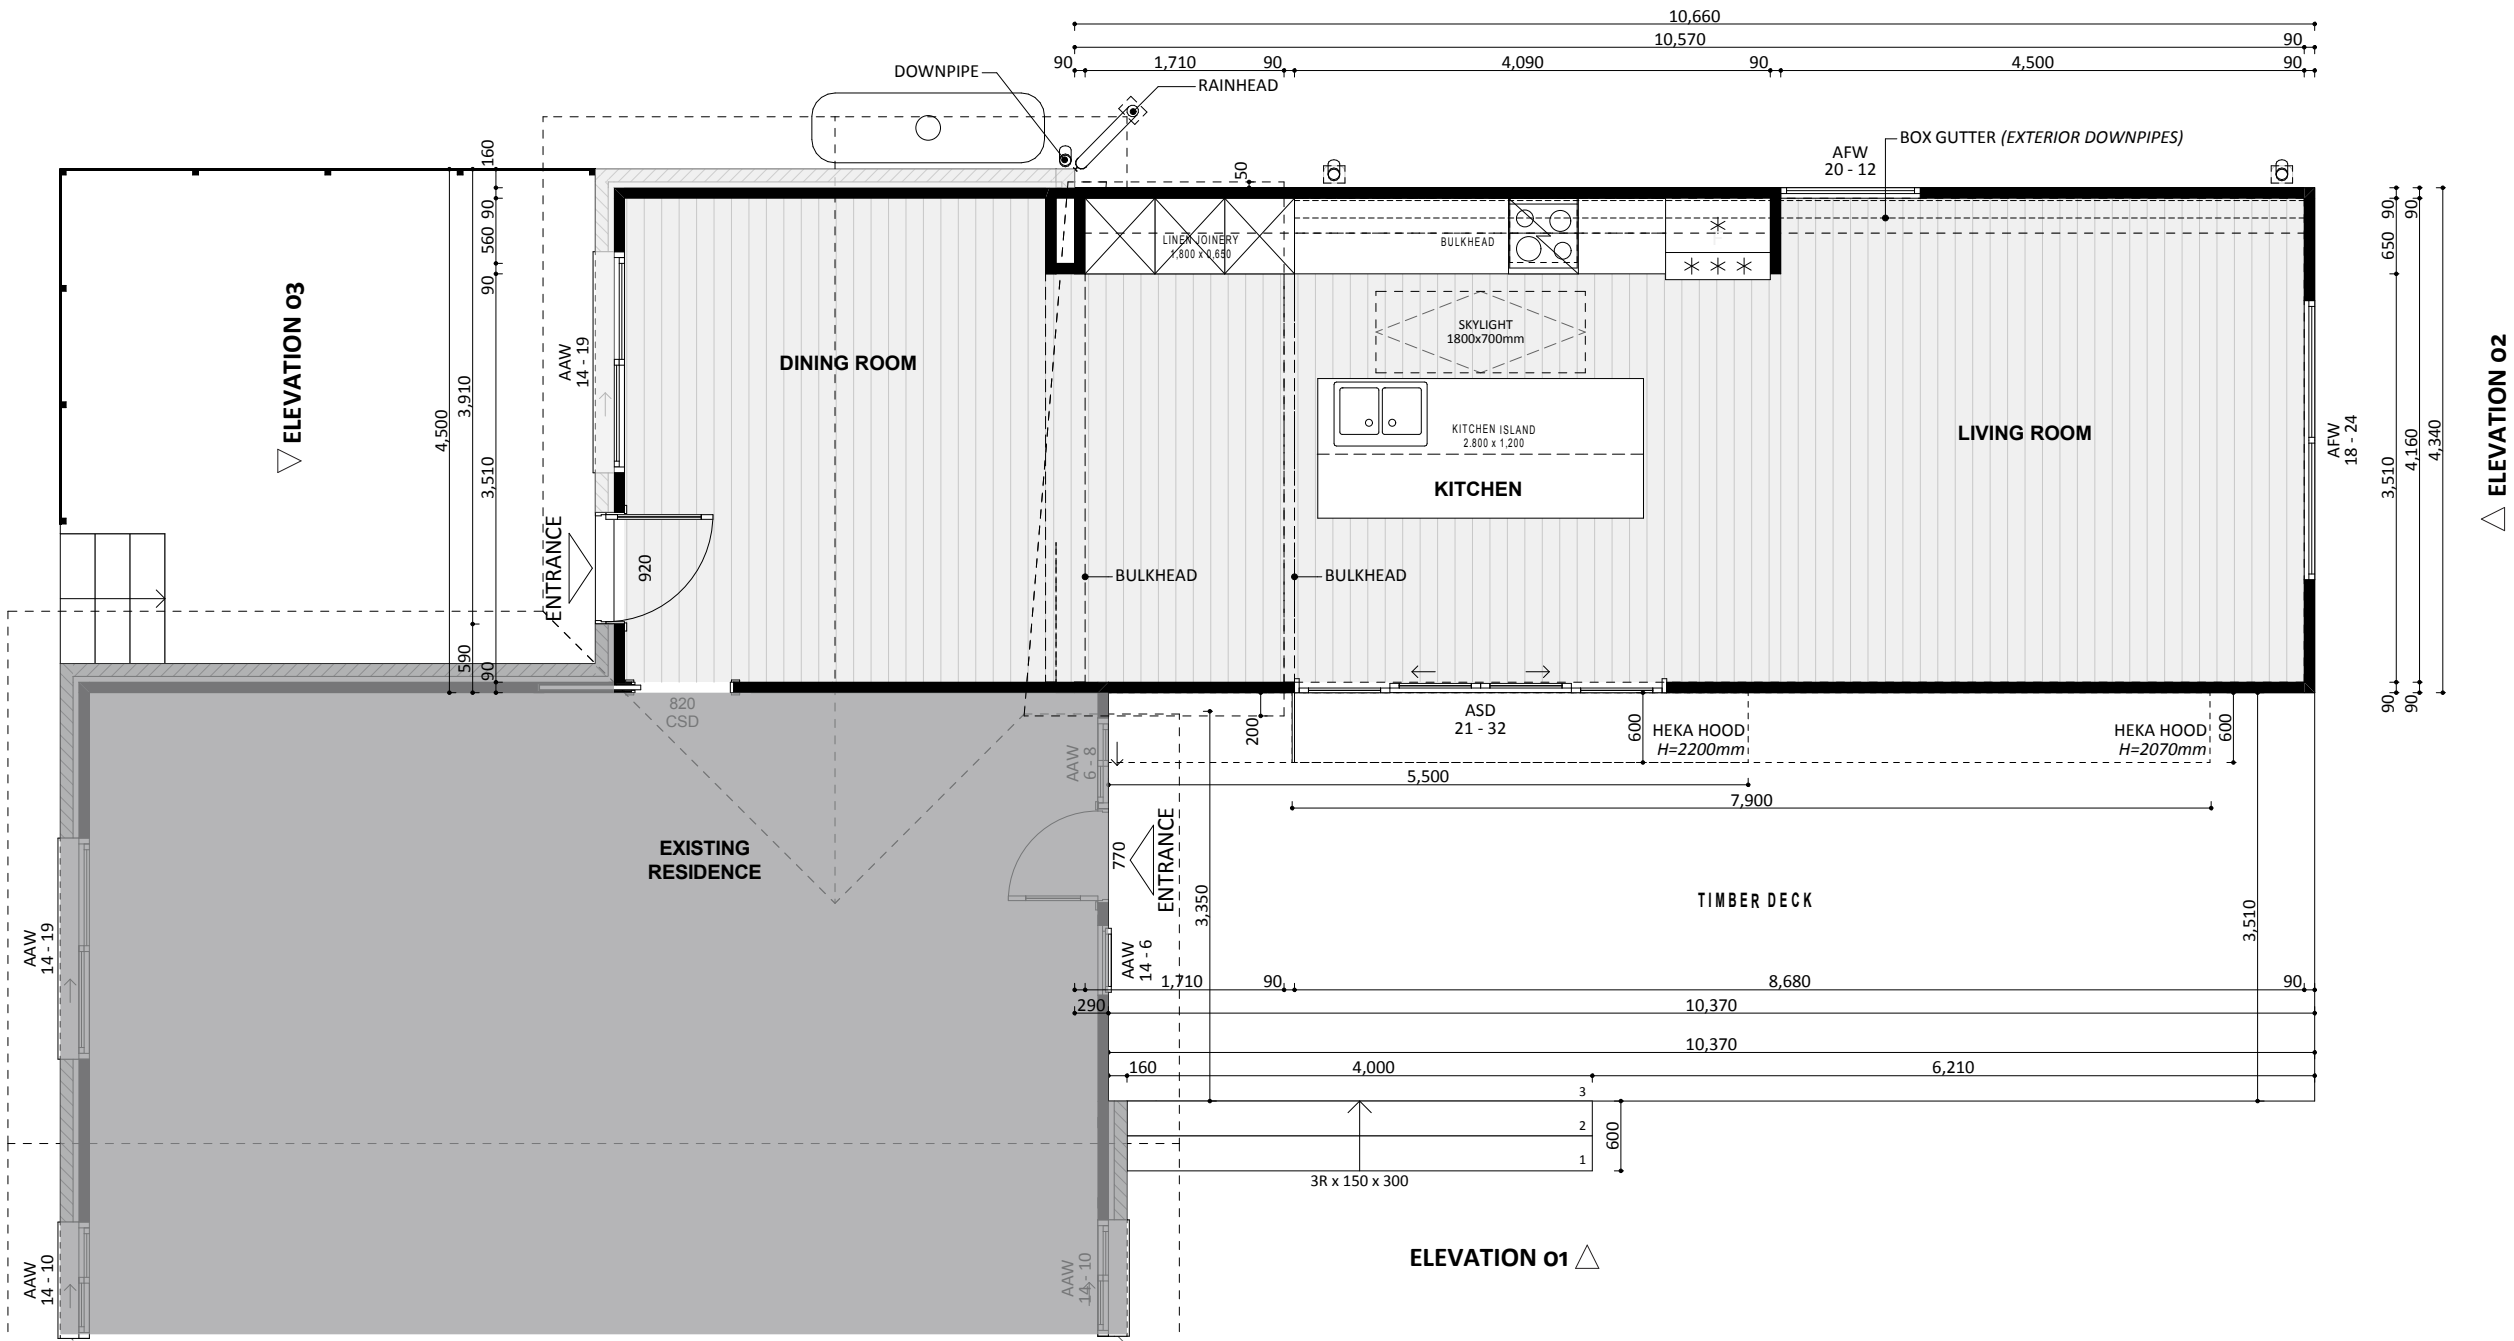 10,660
10,570
90
90
1,710
90
4,090
90
4,500
90
DOWNPIPE
RAINHEAD
BOX GUTTER (EXTERIOR DOWNPIPES)
AFW
20 - 12
160
50
90
560
90
3,910
4,500
3,510
590
90
ELEVATION 03
AAW
14 - 19
DINING ROOM
LINEN JOINERY
1,800 x 0,650
BULKHEAD
SKYLIGHT
1800x700mm
KITCHEN ISLAND
2.800 x 1,200
KITCHEN
LIVING ROOM
AFW
18 - 24
90
90
650
3,510
4,160
4,340
90
90
ELEVATION 02
ENTRANCE
920
BULKHEAD
BULKHEAD
820
CSD
200
ASD
21 - 32
600
HEKA HOOD
H=2200mm
HEKA HOOD
H=2070mm
600
AAW
6 - 8
5,500
7,900
EXISTING
RESIDENCE
770
ENTRANCE
3,350
TIMBER DECK
3,510
AAW
14 - 19
AAW
14 - 6
1,710
90
8,680
90
290
10,370
10,370
160
4,000
6,210
3
2
1
600
3R x 150 x 300
AAW
14 - 10
AAW
14 - 10
ELEVATION 01